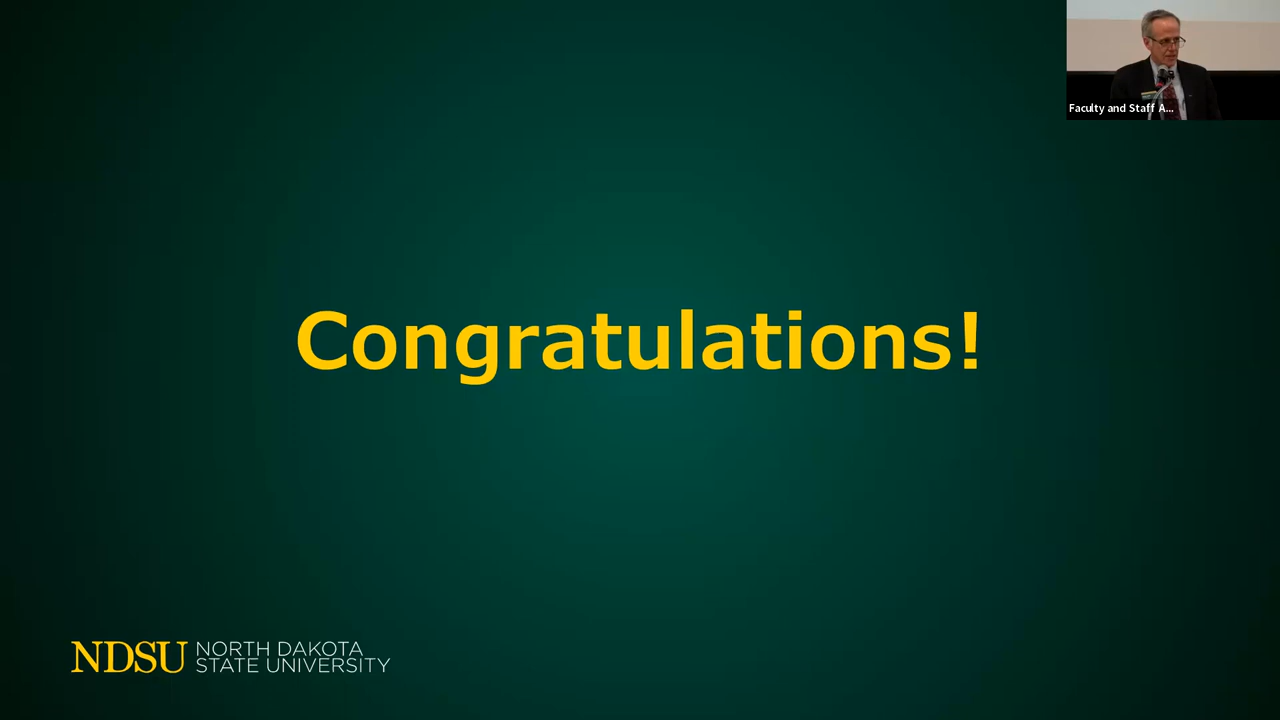 Faculty and Staff A...
Congratulations!
NDSU NORTH DAKOTA
STATE UNIVERSITY